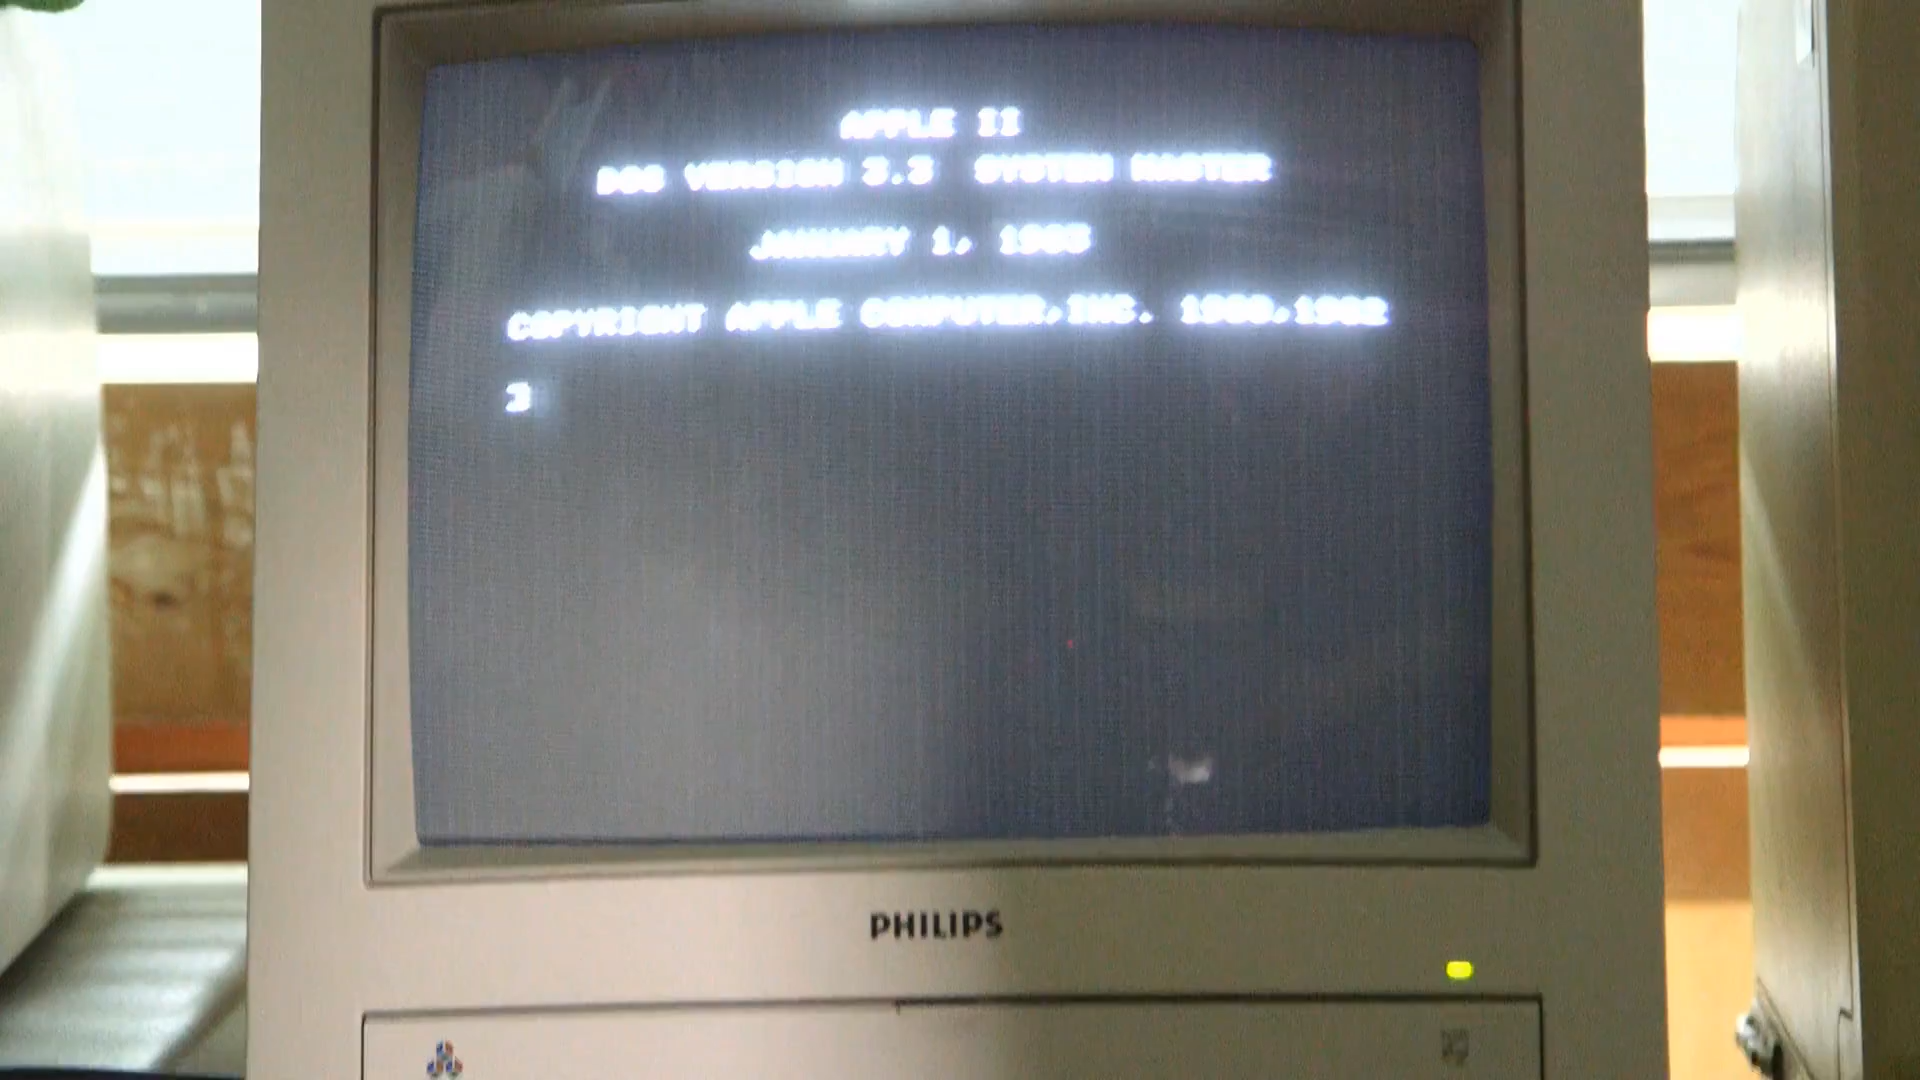 APPLE II
DOS VERSION 3.3 SYSTEM MASTER
JANUARY 1, 1983
COPYRIGHT APPLE COMPUTER,INC. 1980,1982
]
PHILIPS